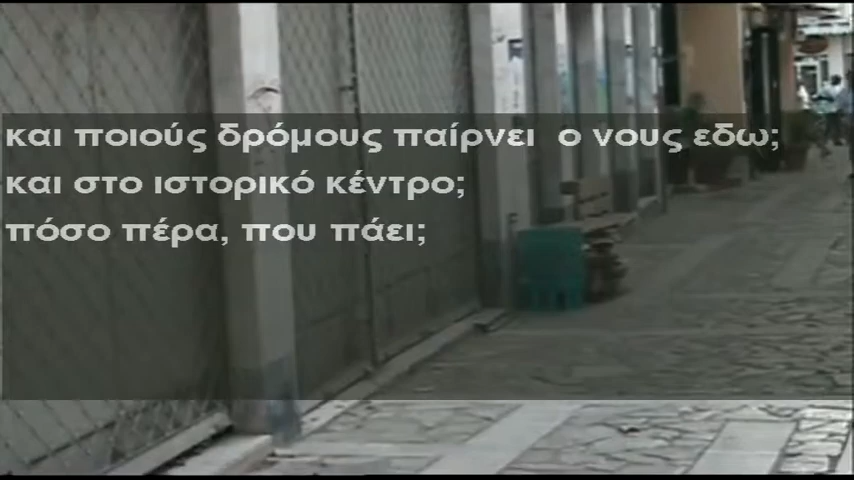 και ποιούς δρόμους παίρνει ο νους εδω;
και στο ιστορικό κέντρο;
πόσο πέρα, που πάει;